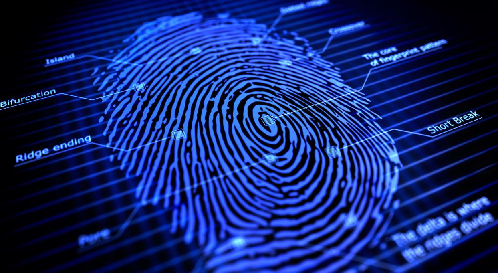 Island
Crossover
The core
of fingerprint pattern
Bifurcation
Short Break
Ridge ending
Pore
The delta is where
the ridges divide